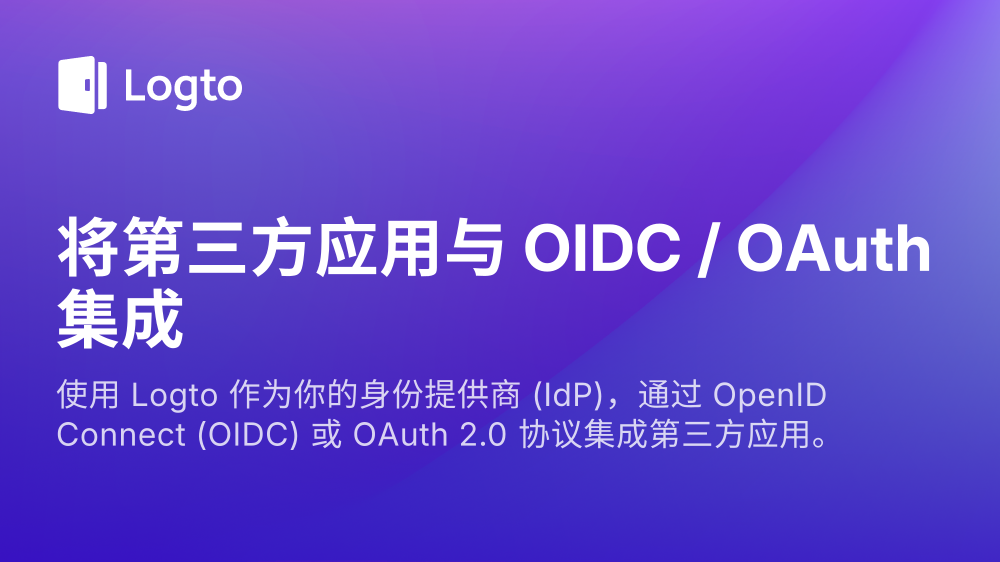 Logto
将第三方应用与 OIDC / OAuth
集成
使用 Logto 作为你的身份提供商 (IdP)，通过 OpenID
Connect (OIDC) 或 OAuth 2.0 协议集成第三方应用。